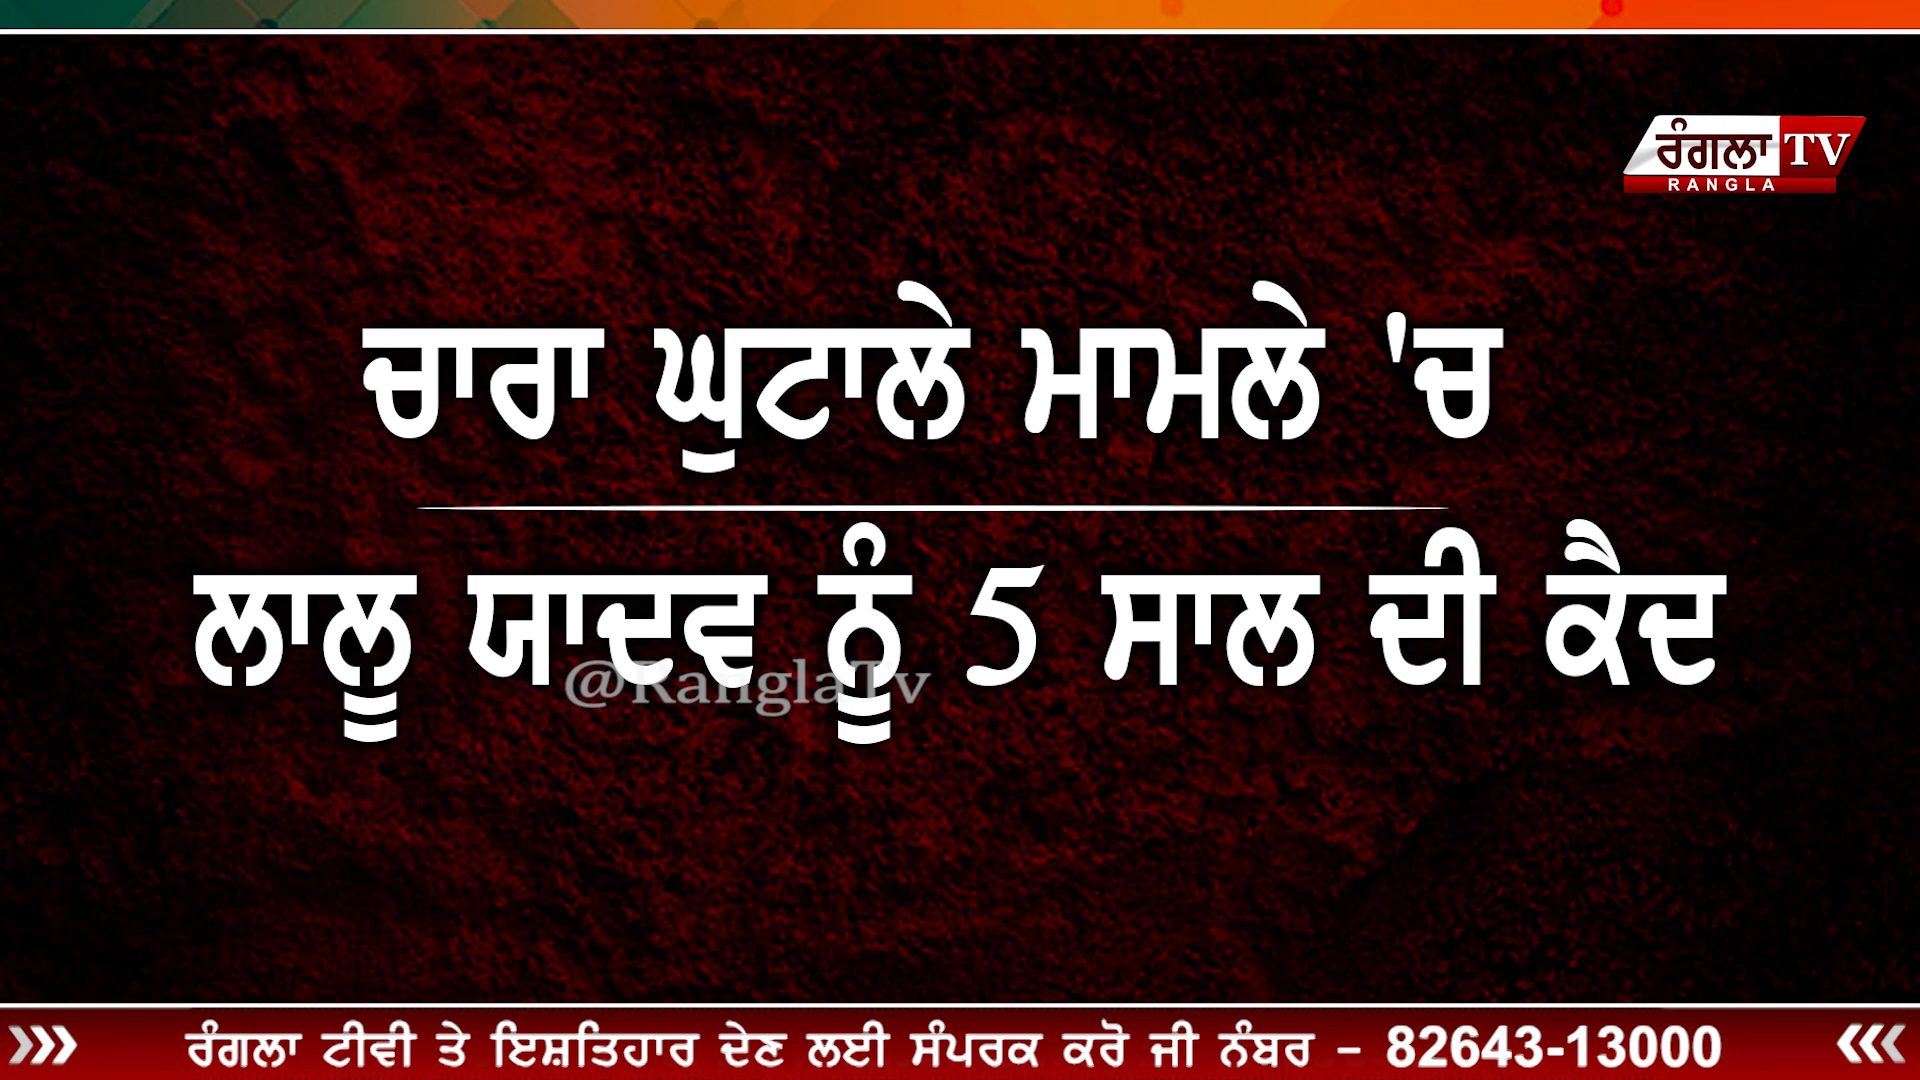 ਰੰਗਲਾ TV
RANGLA
ਚਾਰਾ ਘੁਟਾਲੇ ਮਾਮਲੇ 'ਚ
ਲਾਲੂ ਯਾਦਵ ਨੂੰ 5 ਸਾਲ ਦੀ ਕੈਦ
@RanglaTv
ਰੰਗਲਾ ਟੀਵੀ ਤੇ ਇਸ਼ਤਿਹਾਰ ਦੇਣ ਲਈ ਸੰਪਰਕ ਕਰੋ ਜੀ ਨੰਬਰ - 82643-13000